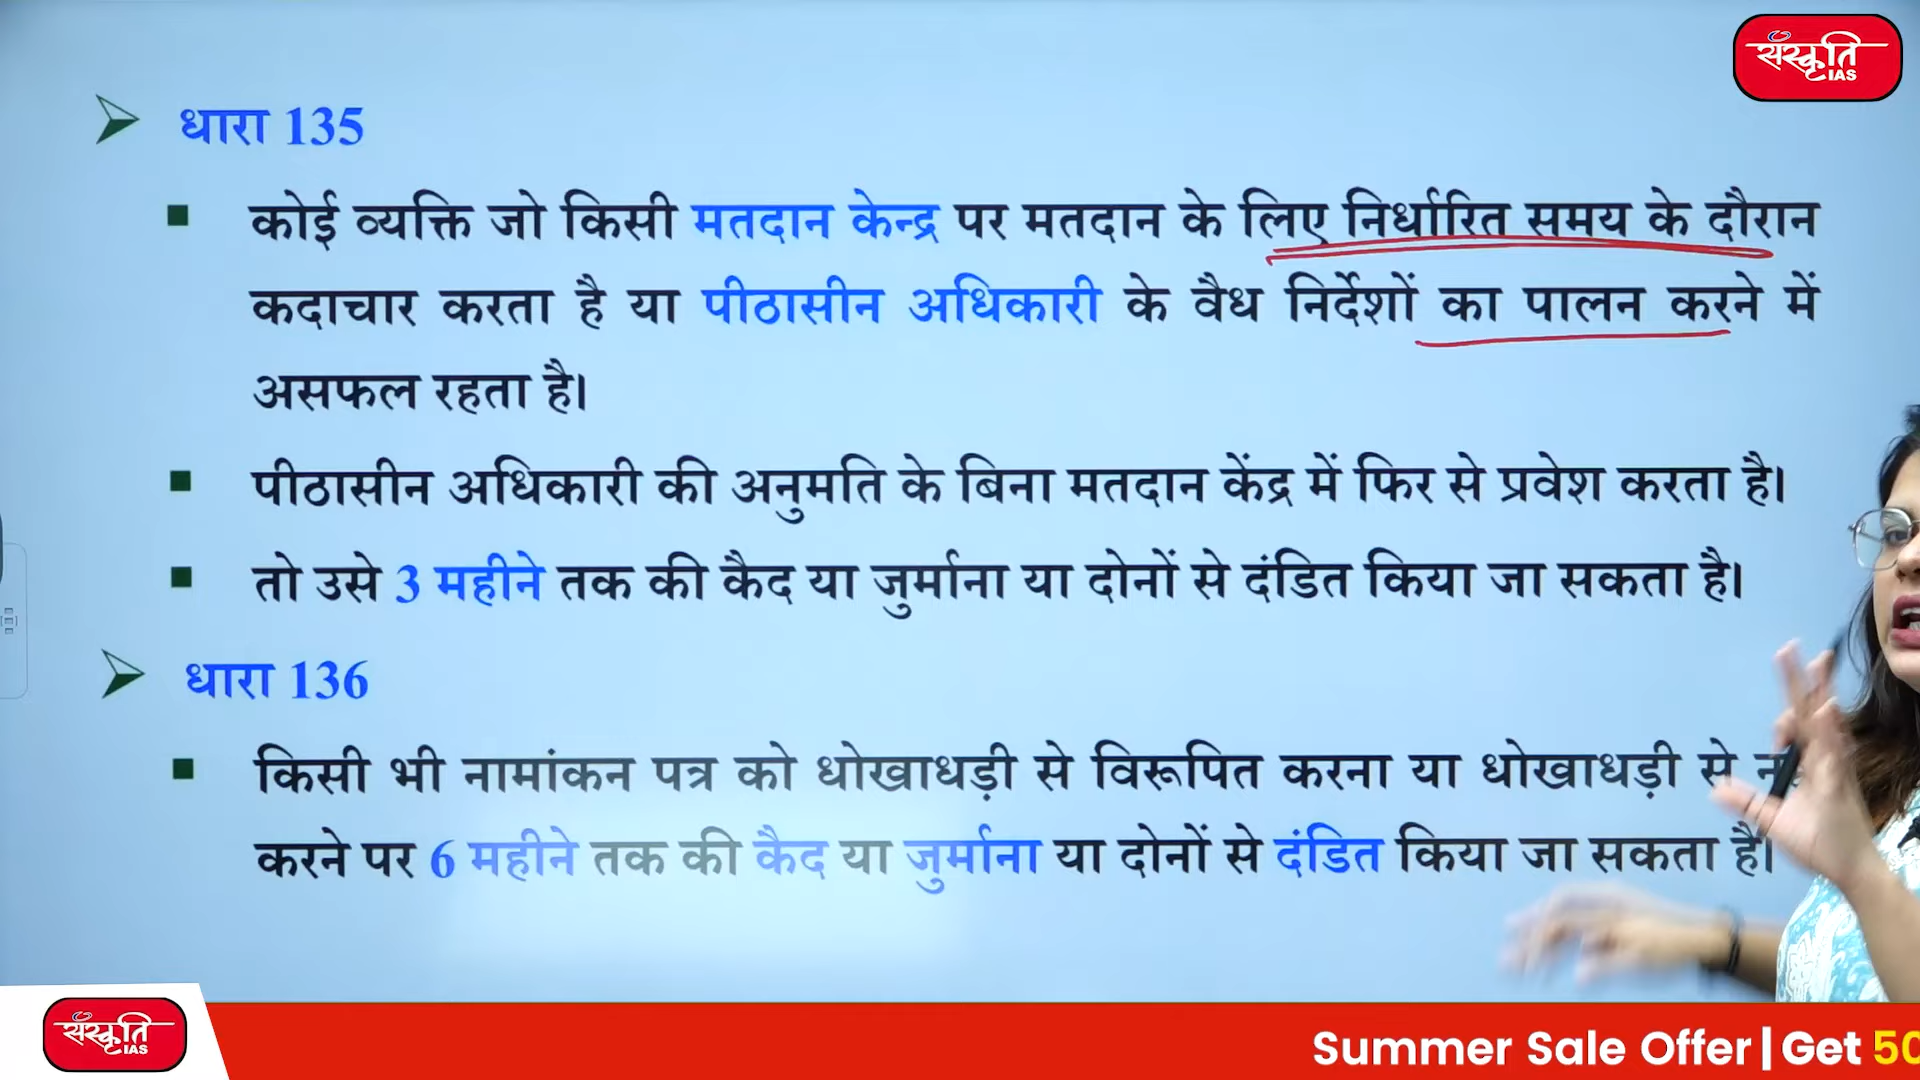 संस्कृति
IAS
धारा 135
कोई व्यक्ति जो किसी मतदान केन्द्र पर मतदान के लिए निर्धारित समय के दौरान
कदाचार करता है या पीठासीन अधिकारी के वैध निर्देशों का पालन करने में
असफल रहता है।
पीठासीन अधिकारी की अनुमति के बिना मतदान केंद्र में फिर से प्रवेश करता है।
तो उसे 3 महीने तक की कैद या जुर्माना या दोनों से दंडित किया जा सकता है।
धारा 136
किसी भी नामांकन पत्र को धोखाधड़ी से विरूपित करना या धोखाधड़ी से
करने पर 6 महीने तक की कैद या जुर्माना या दोनों से दंडित किया जा सकता है।
संस्कृति
IAS
Summer Sale Offer | Get 50